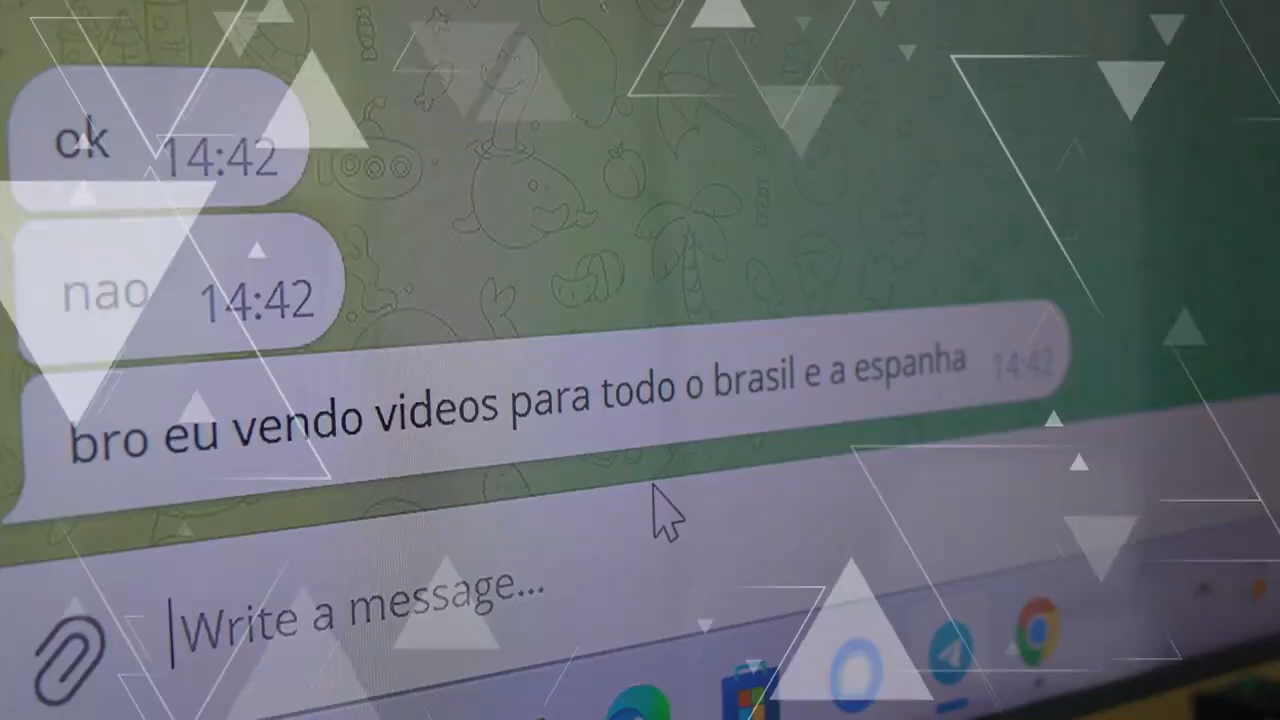 ok 14:42
nao 14:42
bro eu vendo videos para todo o brasil e a espanha 14:42
Write a message...